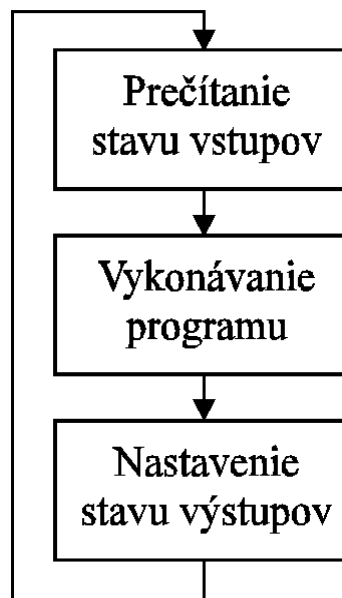 Prečítanie
stavu vstupov
Vykonávanie
programu
Nastavenie
stavu výstupov